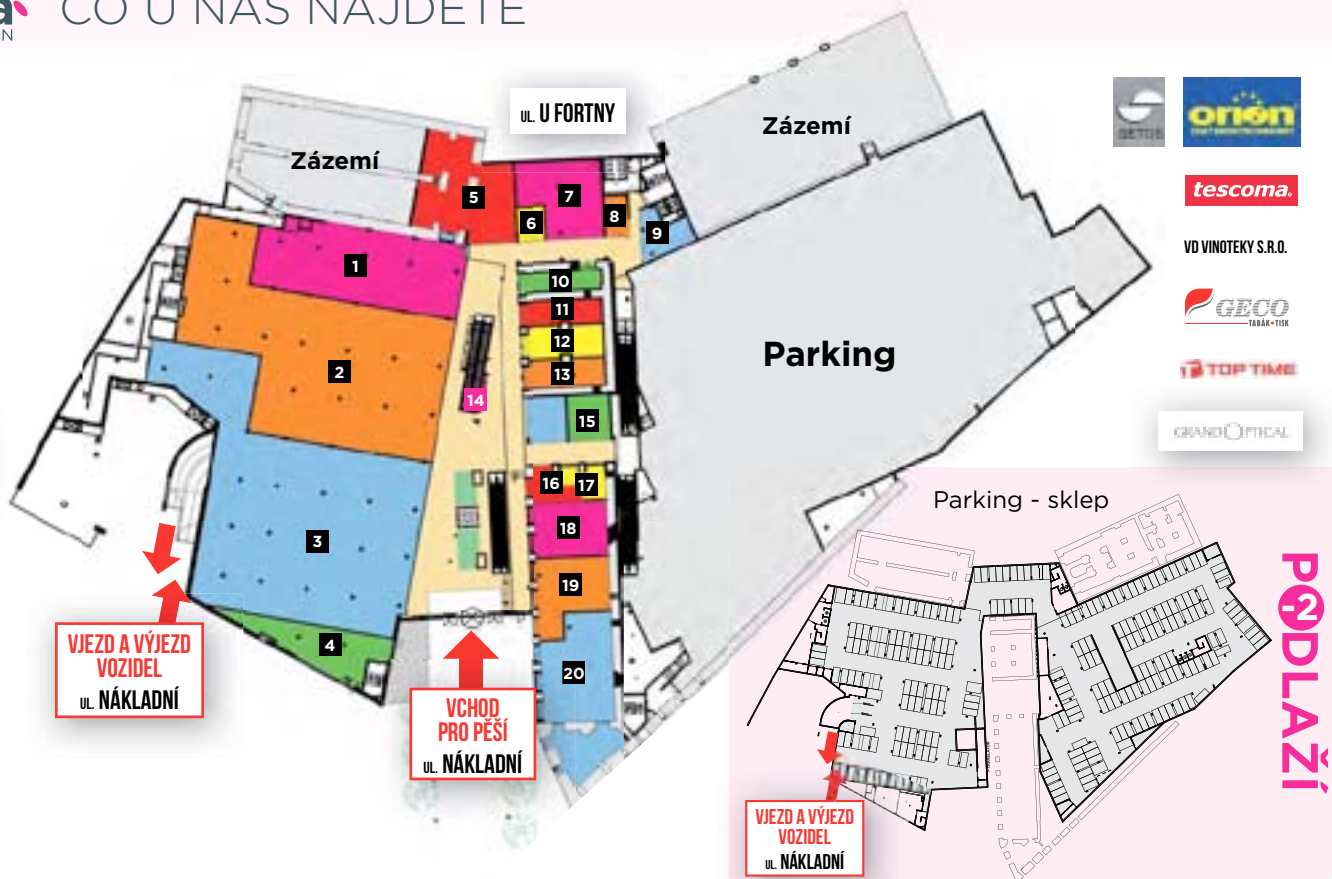 a
N
CO U NÁS NAJDETE
UL. U FORTNY
Zázemí
Zázemí
5
7
6
8
9
1
10
11
12
13
2
14
15
Parking
16
17
18
3
19
4
20
VJEZD A VÝJEZD
VOZIDEL
UL. NÁKLADNÍ
VCHOD
PRO PĚŠÍ
UL. NÁKLADNÍ
orion
tescoma.
VD VINOTEKY S.R.O.
GECO
TABÁK•TISK
TOP TIME
GRANDOPTICAL
Parking - sklep
P-2DLAŽÍ
VJEZD A VÝJEZD
VOZIDEL
UL. NÁKLADNÍ